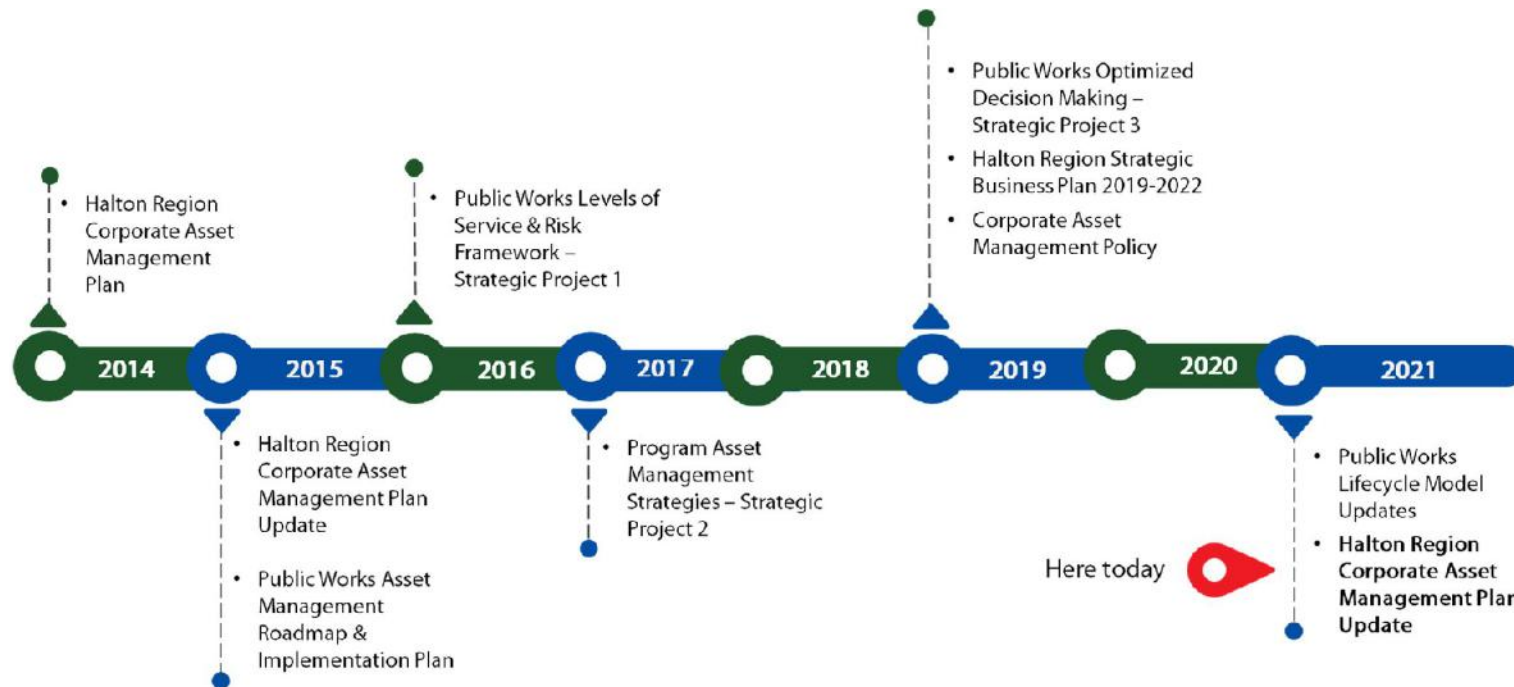 • Public Works Optimized
Decision Making –
Strategic Project 3
• Halton Region Strategic
Business Plan 2019-2022
• Corporate Asset
Management Policy
• Halton Region
Corporate Asset
Management
Plan
• Public Works Levels of
Service & Risk
Framework –
Strategic Project 1
2014 2015 2016 2017 2018 2019 2020 2021
• Halton Region
Corporate Asset
Management Plan
Update
• Public Works Asset
Management
Roadmap &
Implementation Plan
• Program Asset
Management
Strategies – Strategic
Project 2
Here today
• Public Works
Lifecycle Model
Updates
• Halton Region
Corporate Asset
Management Plan
Update